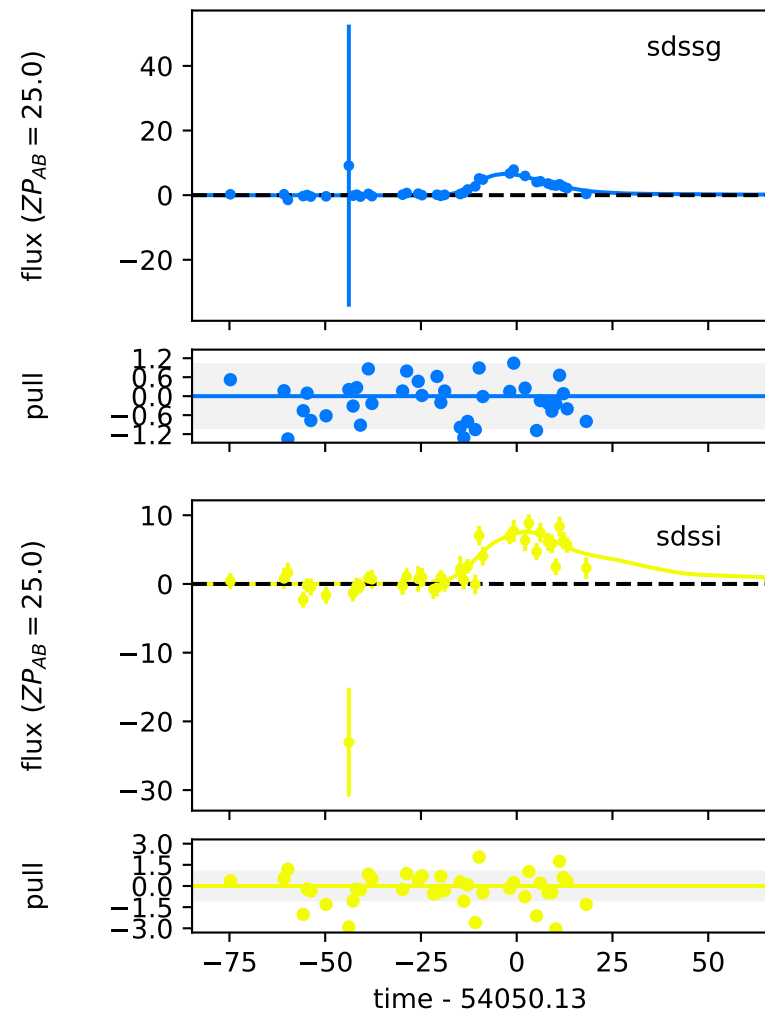 sdssg
flux (ZP_AB = 25.0)
40
20
0
−20
pull
1.2
0.6
0.0
−0.6
−1.2
sdssi
flux (ZP_AB = 25.0)
10
0
−10
−20
−30
pull
3.0
1.5
0.0
−1.5
−3.0
−75 −50 −25 0 25 50
time - 54050.13